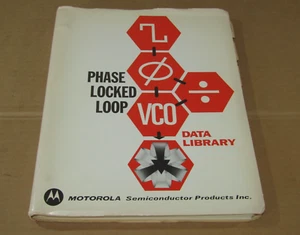 PHASE
LOCKED
LOOP
VCO
DATA
LIBRARY
MOTOROLA Semiconductor Products Inc.